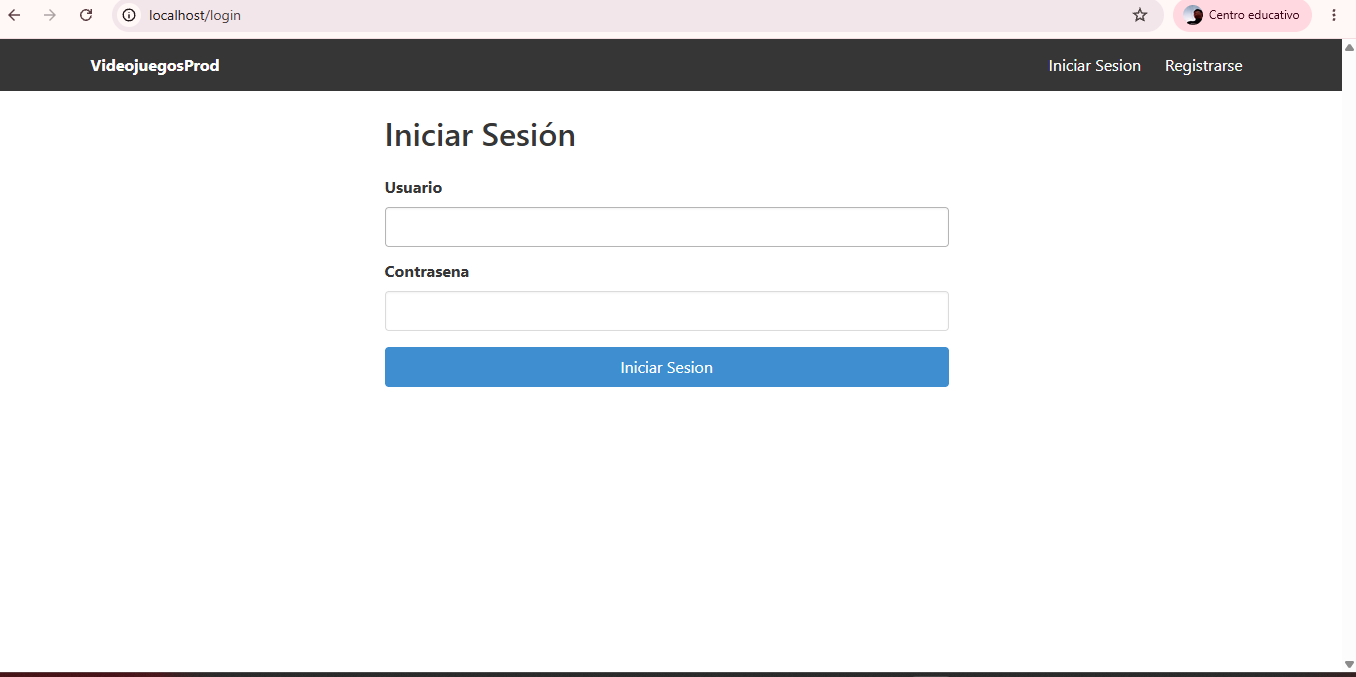 localhost/login
Centro educativo
VideojuegosProd
Iniciar Sesion
Registrarse
Iniciar Sesión
Usuario
Contrasena
Iniciar Sesion